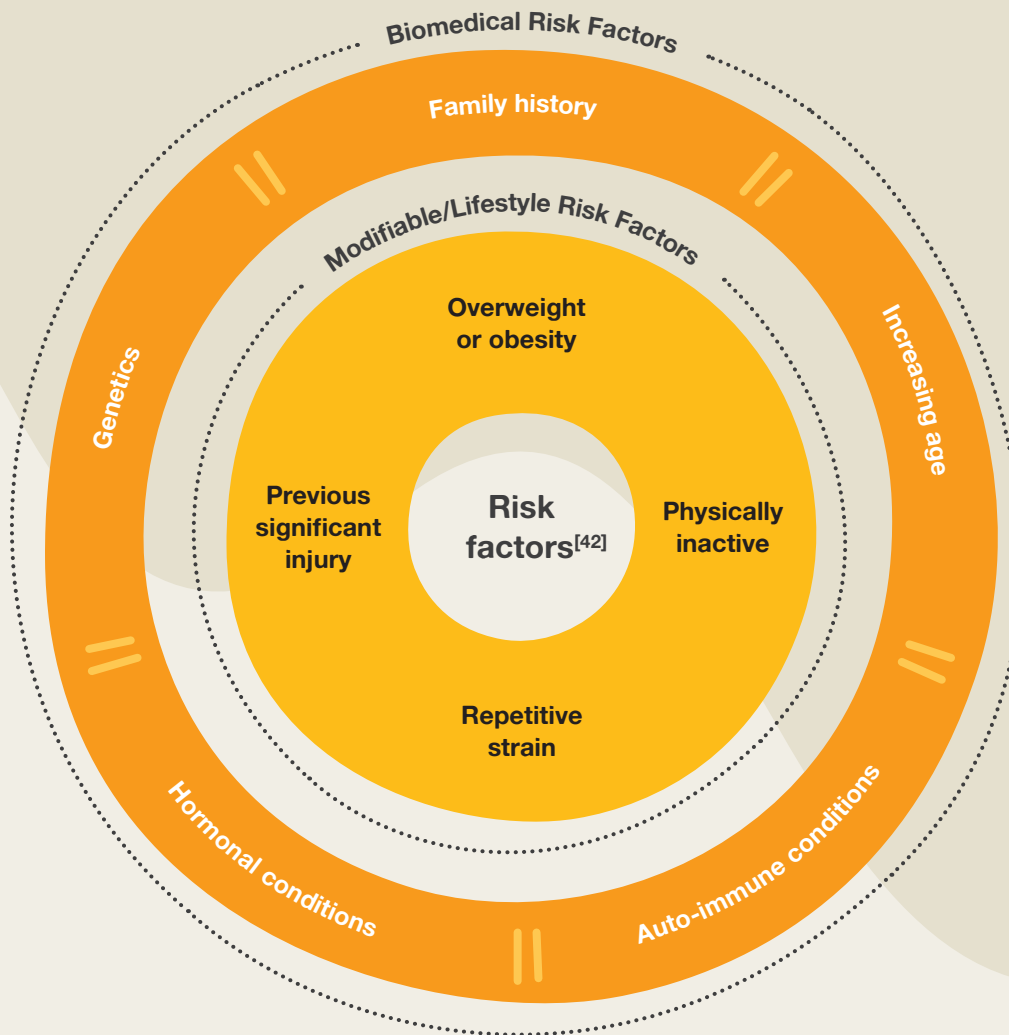 Biomedical Risk Factors
Family history
Increasing age
Auto-immune conditions
Hormonal conditions
Genetics
Modifiable/Lifestyle Risk Factors
Overweight
or obesity
Physically
inactive
Repetitive
strain
Previous
significant
injury
Risk
factors[42]